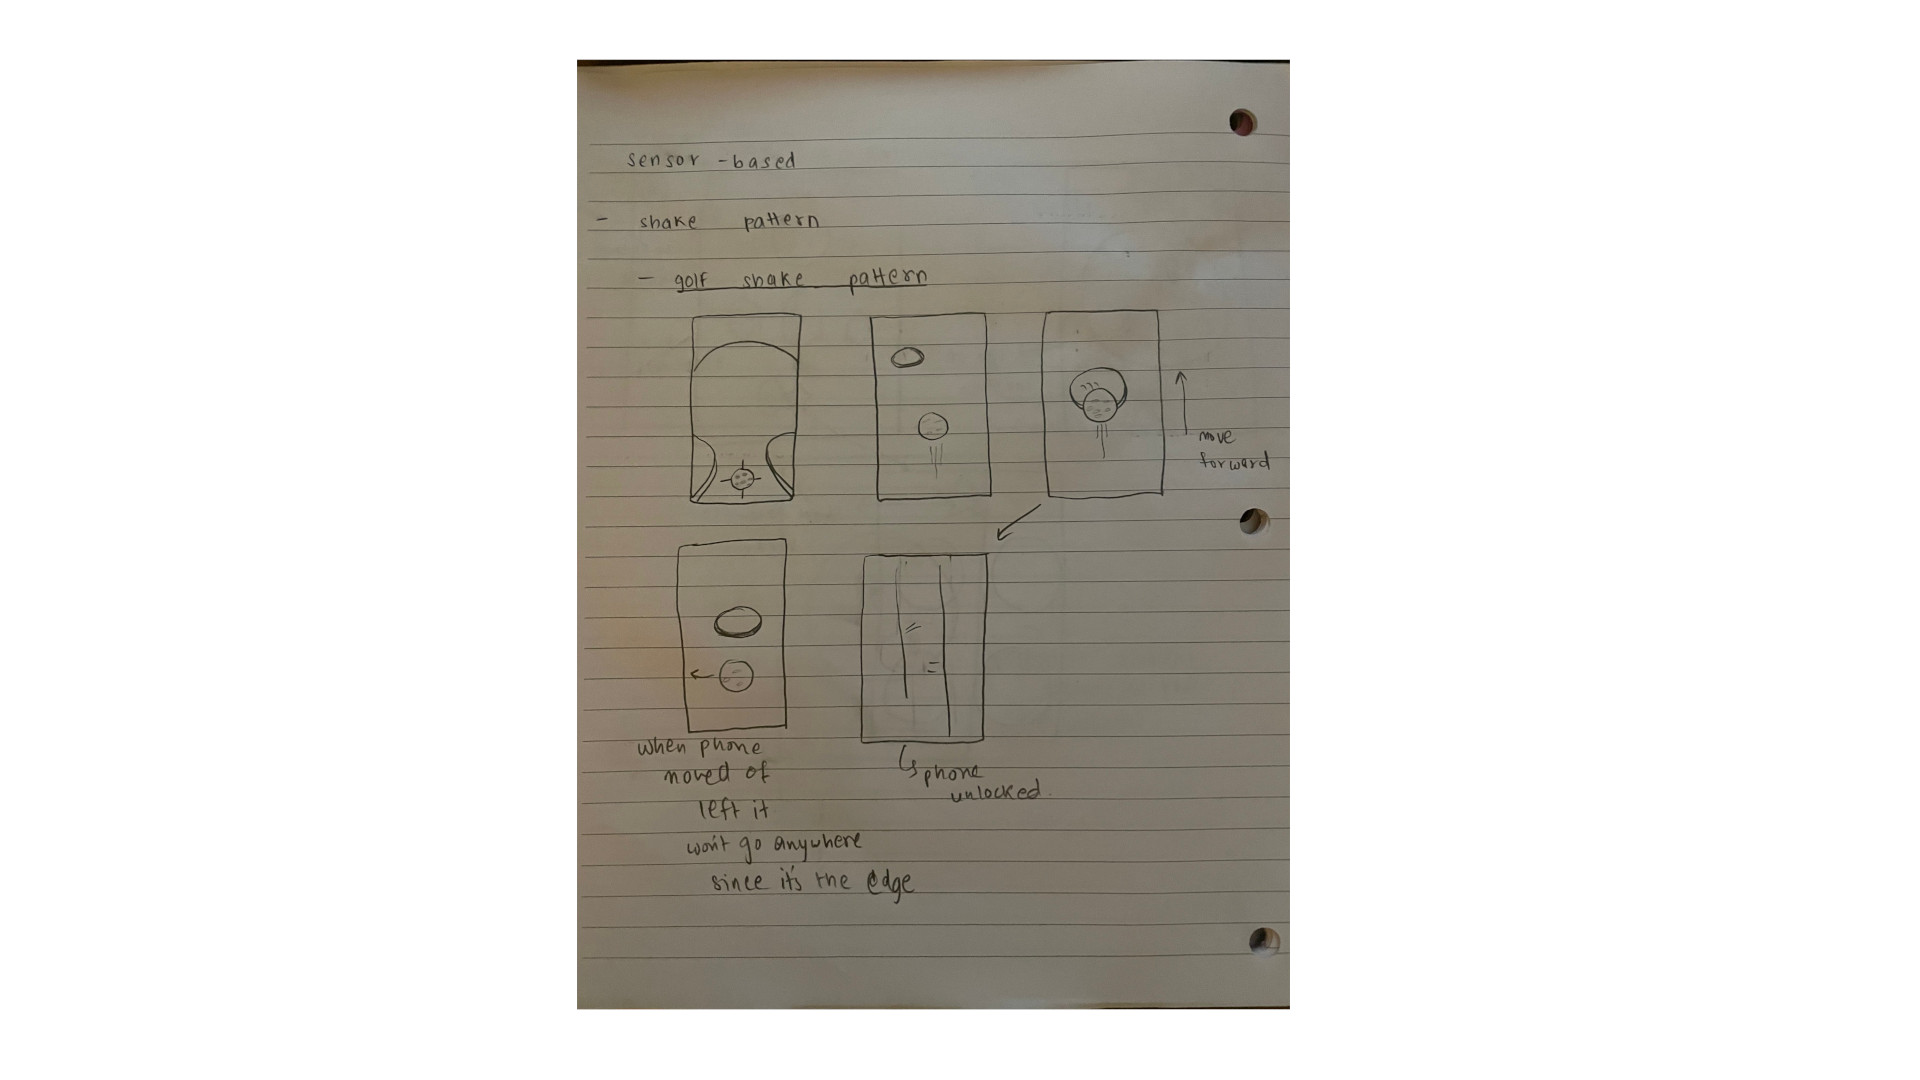 sensor - based
- shake pattern
- golf shake pattern
move
forward
when phone
moved of
left it
won't go anywhere
since it's the edge
phone
unlocked.